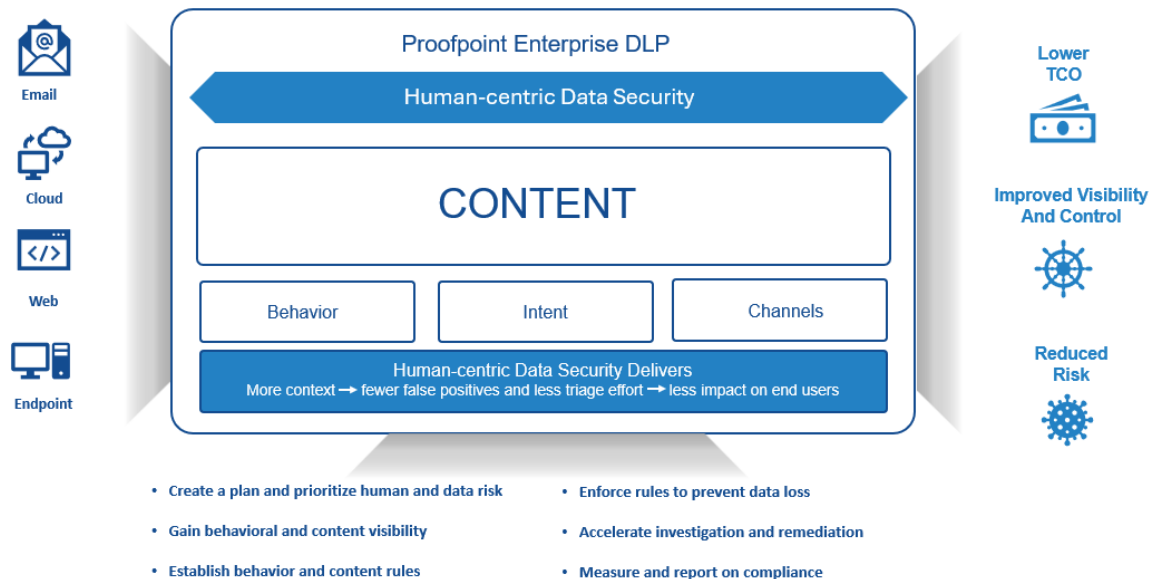 Proofpoint Enterprise DLP
Human-centric Data Security
CONTENT
Behavior
Intent
Channels
Human-centric Data Security Delivers
More context → fewer false positives and less triage effort → less impact on end users
Email
Cloud
</>
Web
Endpoint
Lower
TCO
Improved Visibility
And Control
Reduced
Risk
• Create a plan and prioritize human and data risk
• Gain behavioral and content visibility
• Establish behavior and content rules
• Enforce rules to prevent data loss
• Accelerate investigation and remediation
• Measure and report on compliance